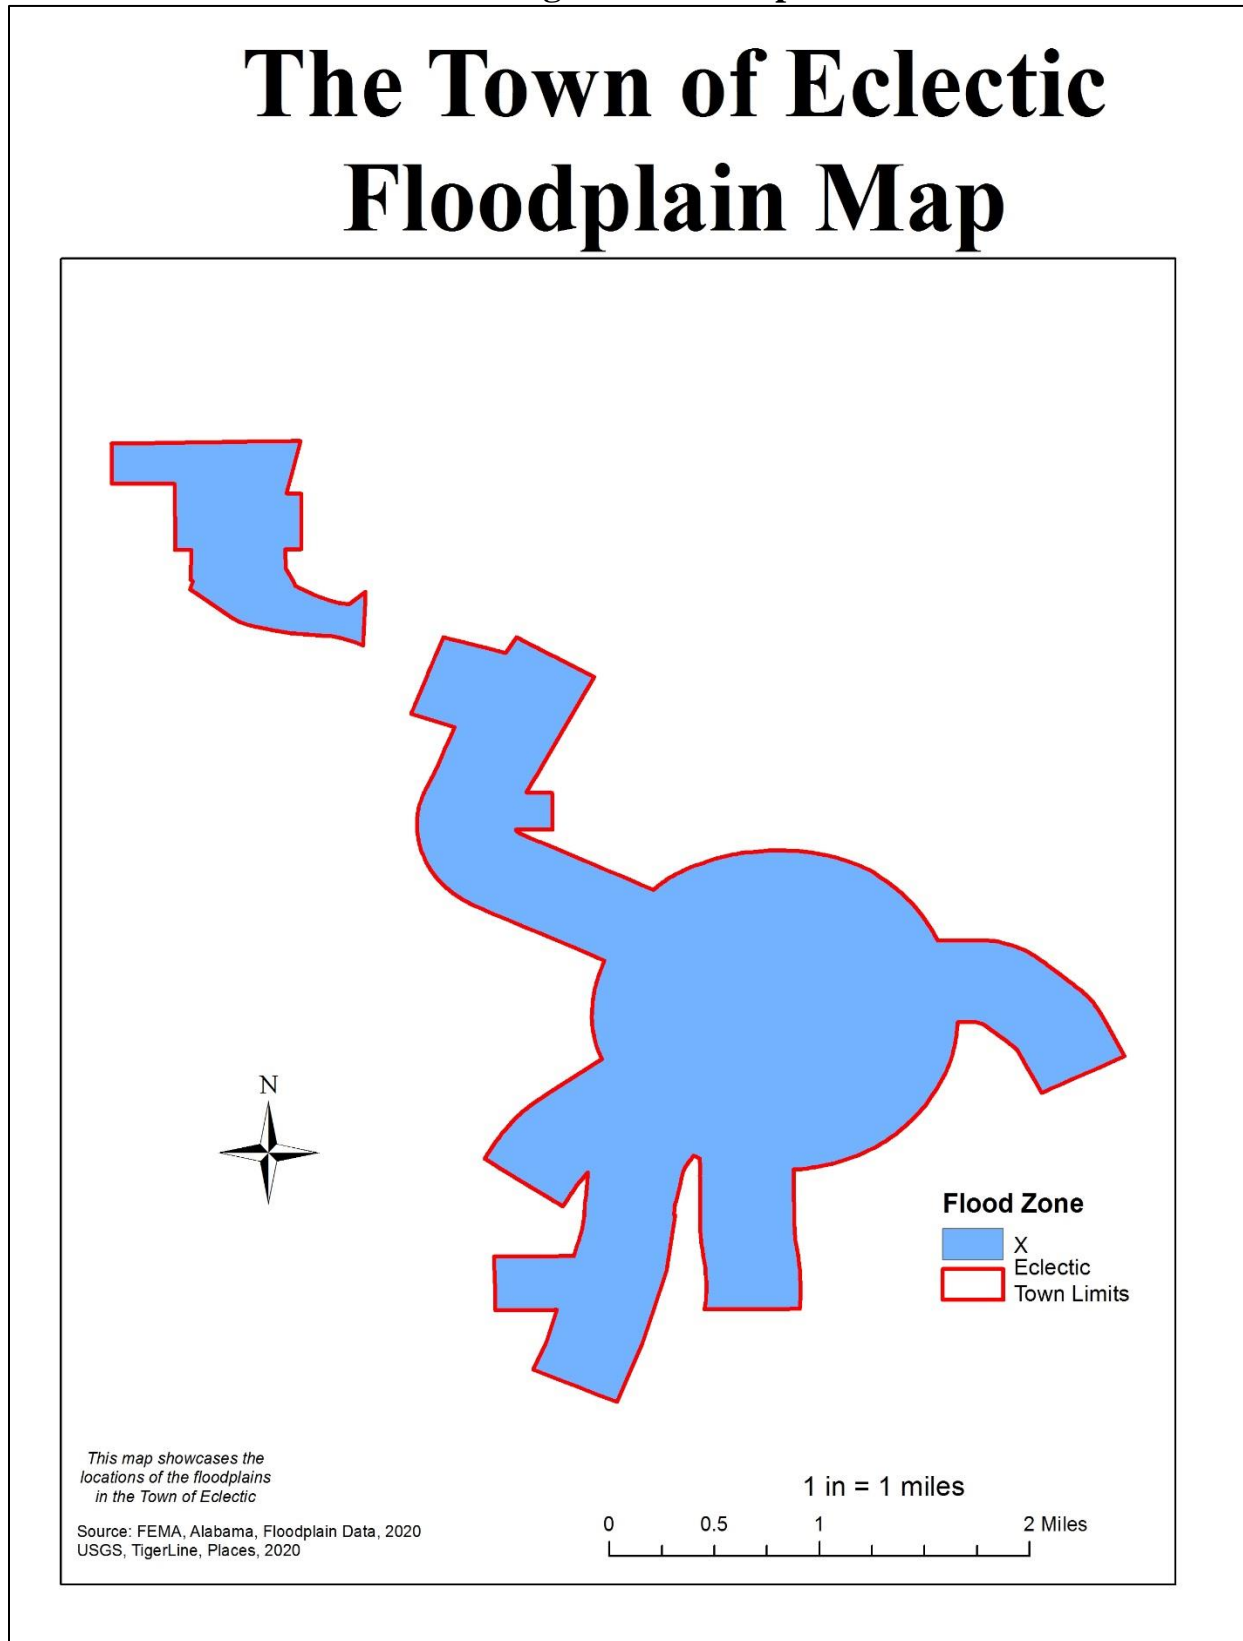 The Town of Eclectic
Floodplain Map
N
Flood Zone
X
Eclectic
Town Limits
This map showcases the
locations of the floodplains
in the Town of Eclectic
Source: FEMA, Alabama, Floodplain Data, 2020
USGS, TigerLine, Places, 2020
1 in = 1 miles
0 0.5 1 2 Miles